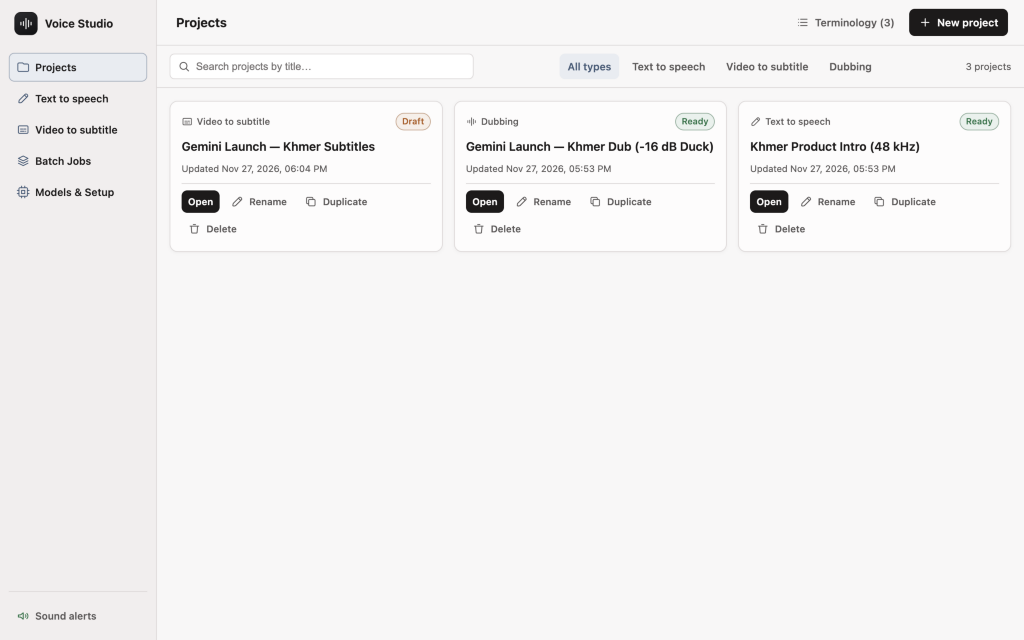 Voice Studio
Projects
Text to speech
Video to subtitle
Batch Jobs
Models & Setup
Sound alerts
Projects
Terminology (3)
New project
Search projects by title…
All types
Text to speech
Video to subtitle
Dubbing
3 projects
Video to subtitle
Draft
Gemini Launch — Khmer Subtitles
Updated Nov 27, 2026, 06:04 PM
Open
Rename
Duplicate
Delete
Dubbing
Ready
Gemini Launch — Khmer Dub (-16 dB Duck)
Updated Nov 27, 2026, 05:53 PM
Open
Rename
Duplicate
Delete
Text to speech
Ready
Khmer Product Intro (48 kHz)
Updated Nov 27, 2026, 05:53 PM
Open
Rename
Duplicate
Delete